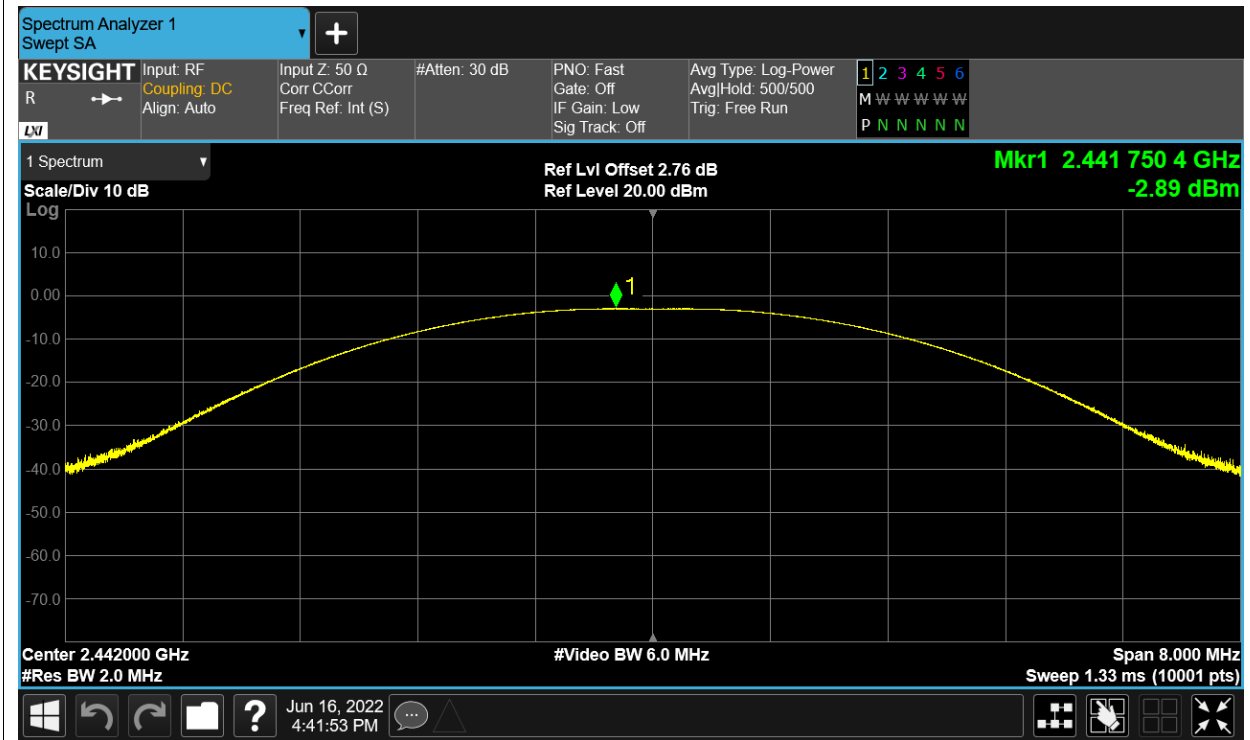 Spectrum Analyzer 1
Swept SA
KEYSIGHT
R
LXI
Input: RF
Coupling: DC
Align: Auto
Input Z: 50 Ω
Corr CCorr
Freq Ref: Int (S)
#Atten: 30 dB
PNO: Fast
Gate: Off
IF Gain: Low
Sig Track: Off
Avg Type: Log-Power
Avg|Hold: 500/500
Trig: Free Run
1 2 3 4 5 6
M W W W W W
P N N N N N
1 Spectrum
Scale/Div 10 dB
Log
Ref Lvl Offset 2.76 dB
Ref Level 20.00 dBm
Mkr1 2.441 750 4 GHz
-2.89 dBm
1
10.0
0.00
-10.0
-20.0
-30.0
-40.0
-50.0
-60.0
-70.0
Center 2.442000 GHz
#Res BW 2.0 MHz
#Video BW 6.0 MHz
Span 8.000 MHz
Sweep 1.33 ms (10001 pts)
?
Jun 16, 2022
4:41:53 PM